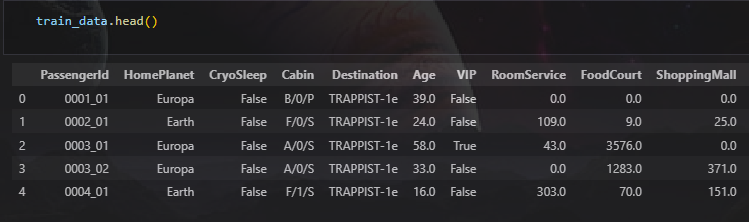 train_data.head()
PassengerId HomePlanet CryoSleep Cabin Destination Age VIP RoomService FoodCourt ShoppingMall
0 0001_01 Europa False B/0/P TRAPPIST-1e 39.0 False 0.0 0.0 0.0
1 0002_01 Earth False F/0/S TRAPPIST-1e 24.0 False 109.0 9.0 25.0
2 0003_01 Europa False A/0/S TRAPPIST-1e 58.0 True 43.0 3576.0 0.0
3 0003_02 Europa False A/0/S TRAPPIST-1e 33.0 False 0.0 1283.0 371.0
4 0004_01 Earth False F/1/S TRAPPIST-1e 16.0 False 303.0 70.0 151.0